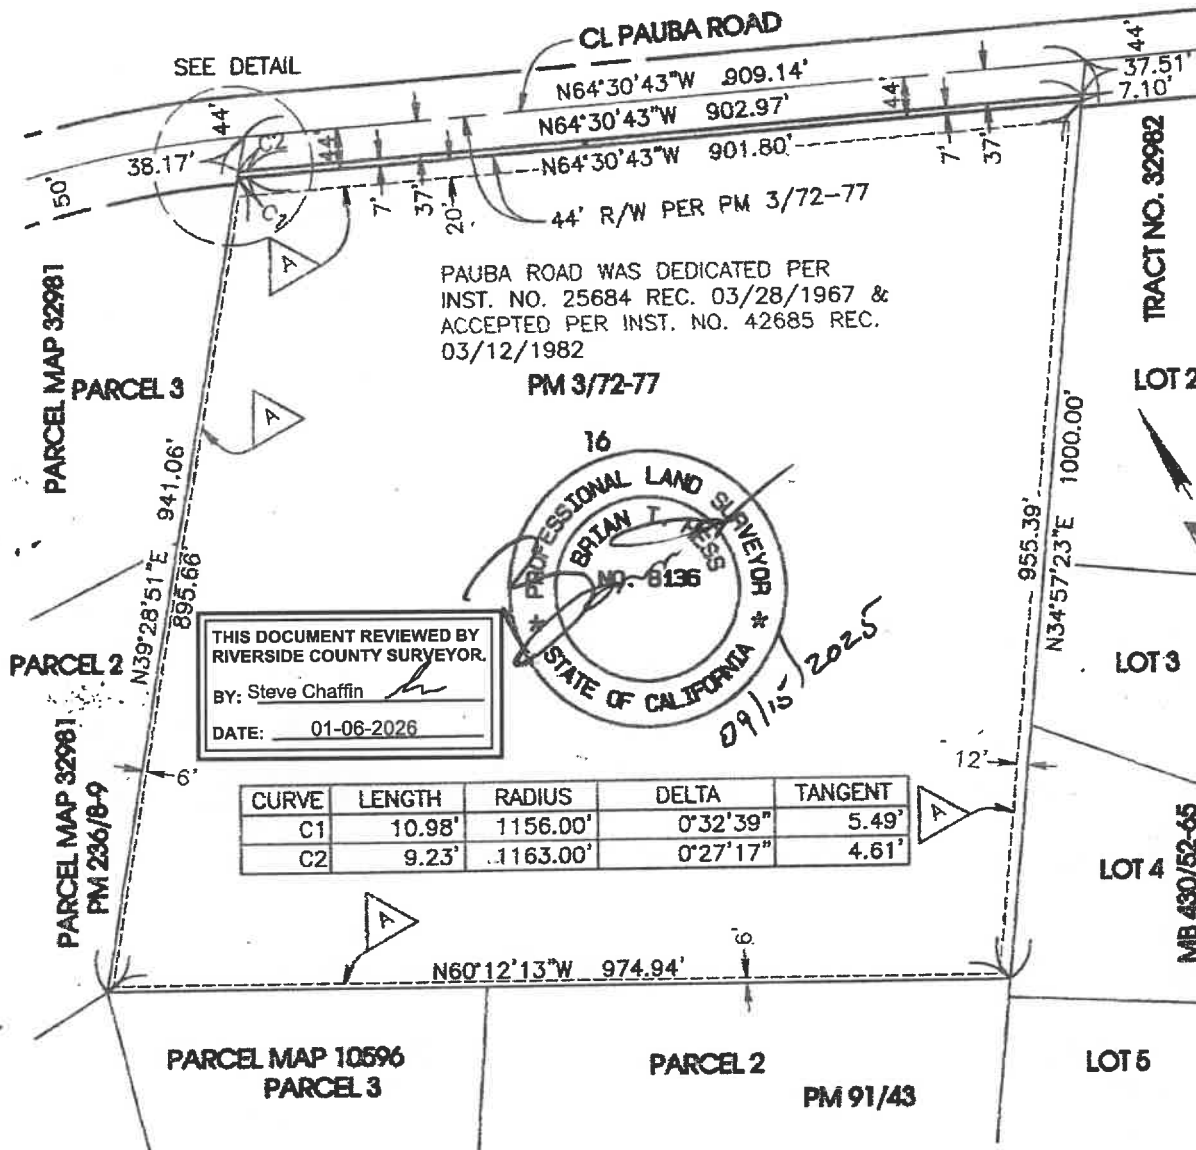 CL PAUBA ROAD
SEE DETAIL
N64°30'43"W 909.14'
N64°30'43"W 902.97'
N64°30'43"W 901.80'
44'
44'
44'
44'
37.51'
7.10'
38.17'
C2
C1
50'
7'
37'
20'
7'
37'
44' R/W PER PM 3/72-77
A
PAUBA ROAD WAS DEDICATED PER
INST. NO. 25684 REC. 03/28/1967 &
ACCEPTED PER INST. NO. 42685 REC.
03/12/1982
PM 3/72-77
16
PARCEL MAP 32981
PARCEL 3
A
TRACT NO. 32982
LOT 2
N39°28'51"E 941.06'
895.66'
955.39'
N34°57'23"E 1000.00'
PROFESSIONAL LAND SURVEYOR
BRIAN T. HESS
NO. 8136
STATE OF CALIFORNIA
09/15/2025
THIS DOCUMENT REVIEWED BY
RIVERSIDE COUNTY SURVEYOR.
BY: Steve Chaffin
DATE: 01-06-2026
PARCEL 2
PARCEL MAP 32981
PM 236/8-9
6'
12'
LOT 3
LOT 4
MB 430/52-65
CURVE LENGTH RADIUS DELTA TANGENT
C1 10.98' 1156.00' 0°32'39" 5.49'
C2 9.23' 1163.00' 0°27'17" 4.61'
A
A
N60°12'13"W 974.94'
6'
PARCEL MAP 10596
PARCEL 3
PARCEL 2
PM 91/43
LOT 5